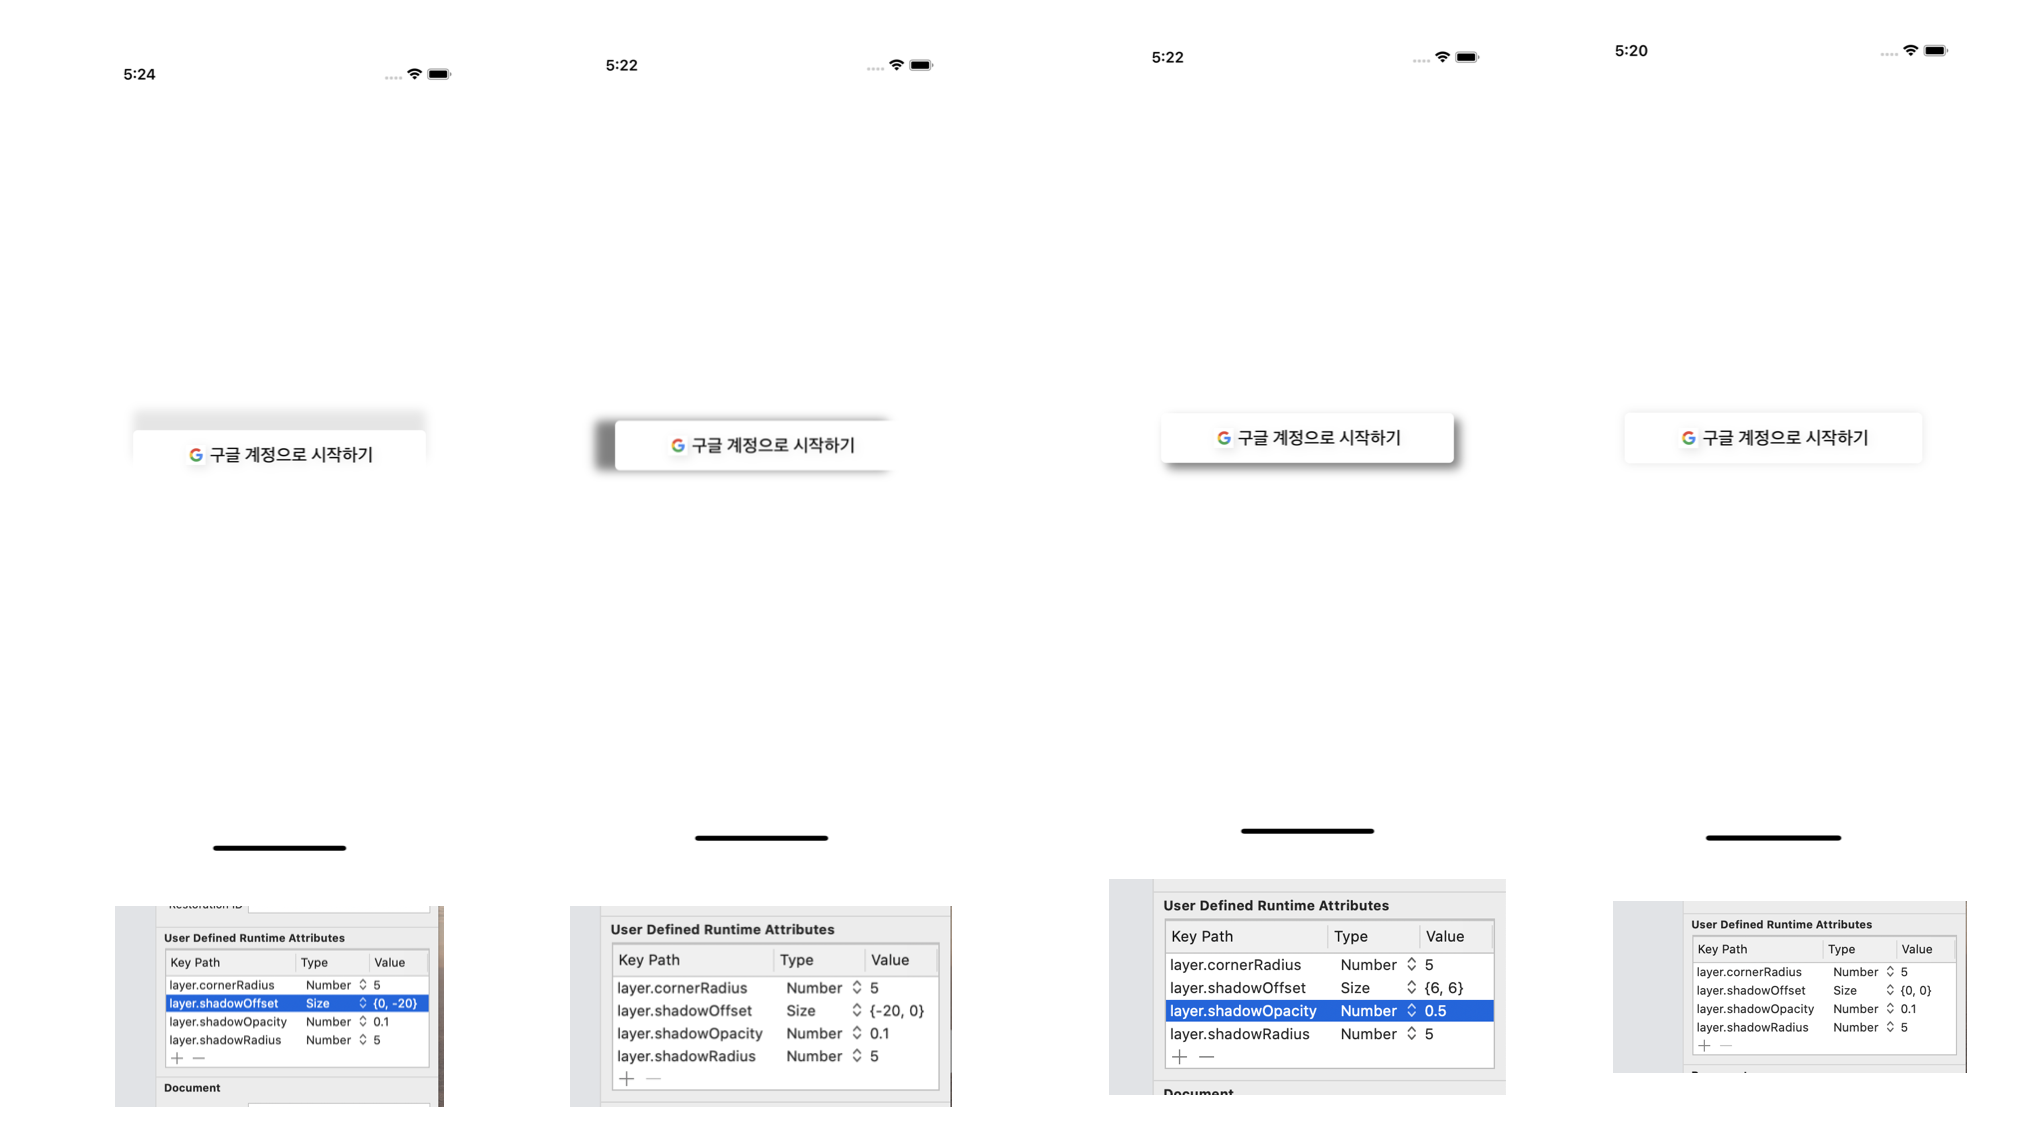 5:24
구글 계정으로 시작하기
User Defined Runtime Attributes
Key Path Type Value
layer.cornerRadius Number 5
layer.shadowOffset Size {0, -20}
layer.shadowOpacity Number 0.1
layer.shadowRadius Number 5
Document
5:22
구글 계정으로 시작하기
User Defined Runtime Attributes
Key Path Type Value
layer.cornerRadius Number 5
layer.shadowOffset Size {-20, 0}
layer.shadowOpacity Number 0.1
layer.shadowRadius Number 5
5:22
구글 계정으로 시작하기
User Defined Runtime Attributes
Key Path Type Value
layer.cornerRadius Number 5
layer.shadowOffset Size {6, 6}
layer.shadowOpacity Number 0.5
layer.shadowRadius Number 5
Document
5:20
구글 계정으로 시작하기
User Defined Runtime Attributes
Key Path Type Value
layer.cornerRadius Number 5
layer.shadowOffset Size {0, 0}
layer.shadowOpacity Number 0.1
layer.shadowRadius Number 5